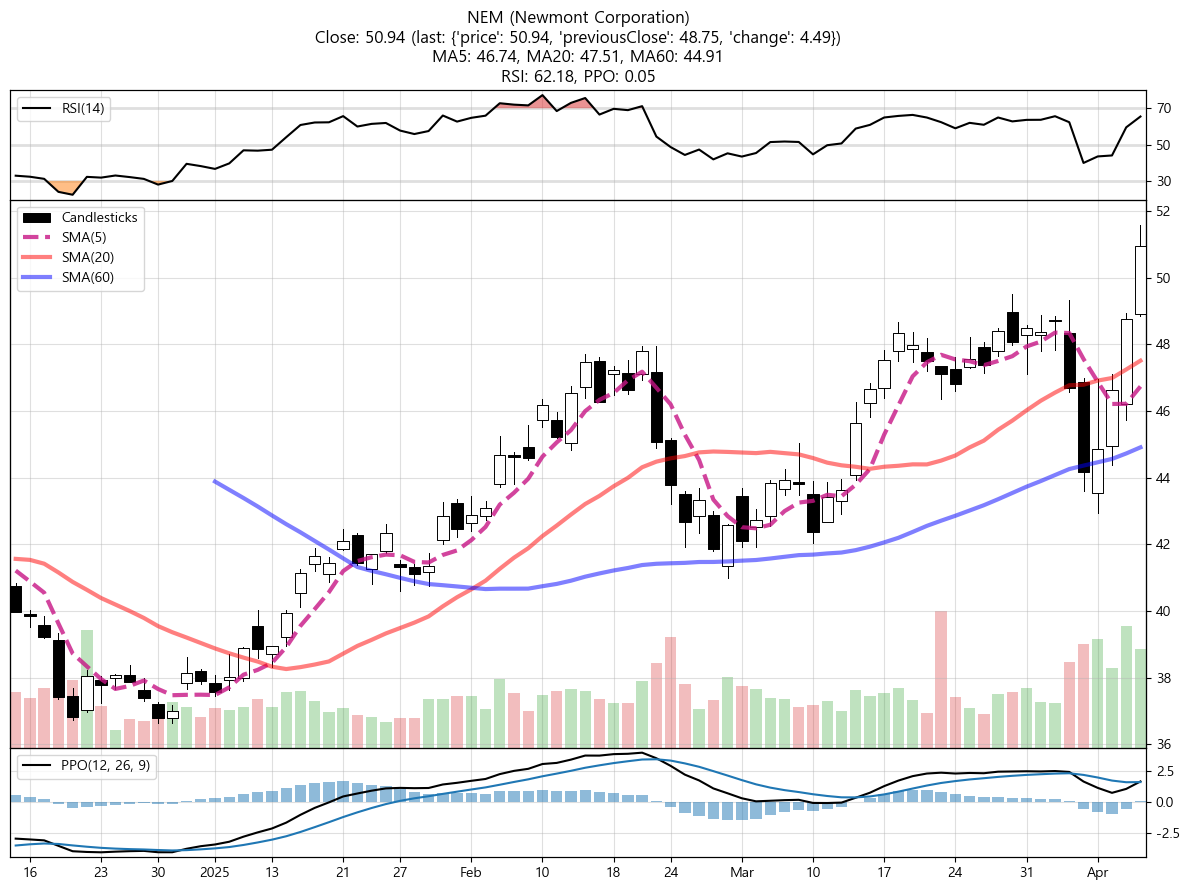 NEM (Newmont Corporation)
Close: 50.94 (last: {'price': 50.94, 'previousClose': 48.75, 'change': 4.49})
MA5: 46.74, MA20: 47.51, MA60: 44.91
RSI: 62.18, PPO: 0.05
RSI(14)
70
50
30
Candlesticks
SMA(5)
SMA(20)
SMA(60)
52
50
48
46
44
42
40
38
36
PPO(12, 26, 9)
2.5
0.0
−2.5
16 23 30 2025 13 21 27 Feb 10 18 24 Mar 10 17 24 31 Apr